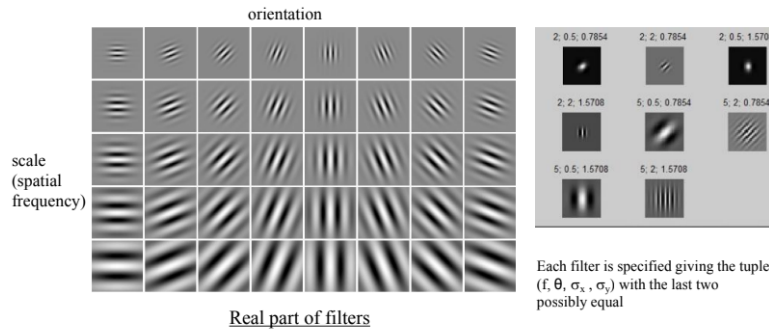 orientation
scale
(spatial
frequency)
Real part of filters
2; 0.5; 0.7854
2; 2; 0.7854
2; 0.5; 1.570
2; 2; 1.5708
5; 0.5; 0.7854
5; 2; 0.7854
5; 0.5; 1.5708
5; 2; 1.5708
Each filter is specified giving the tuple
(f, θ, σx , σy) with the last two
possibly equal